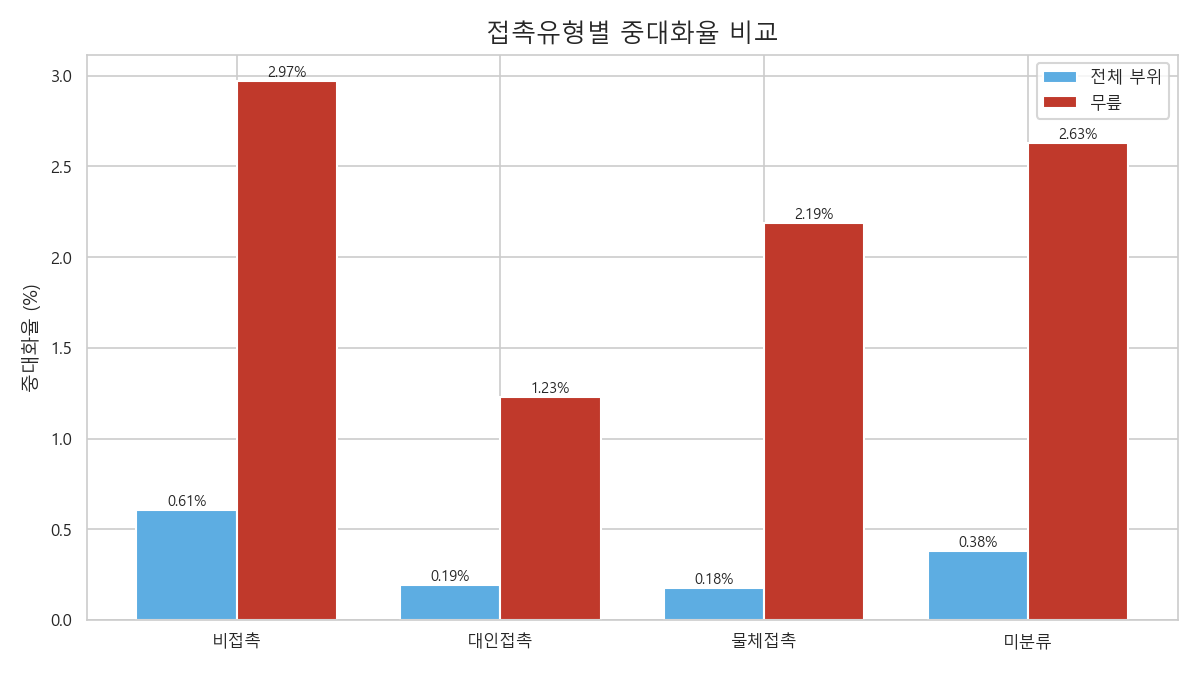 접촉유형별 중대화율 비교
전체 부위
무릎
중대화율 (%)
3.0
2.5
2.0
1.5
1.0
0.5
0.0
0.61%
2.97%
0.19%
1.23%
0.18%
2.19%
0.38%
2.63%
비접촉
대인접촉
물체접촉
미분류